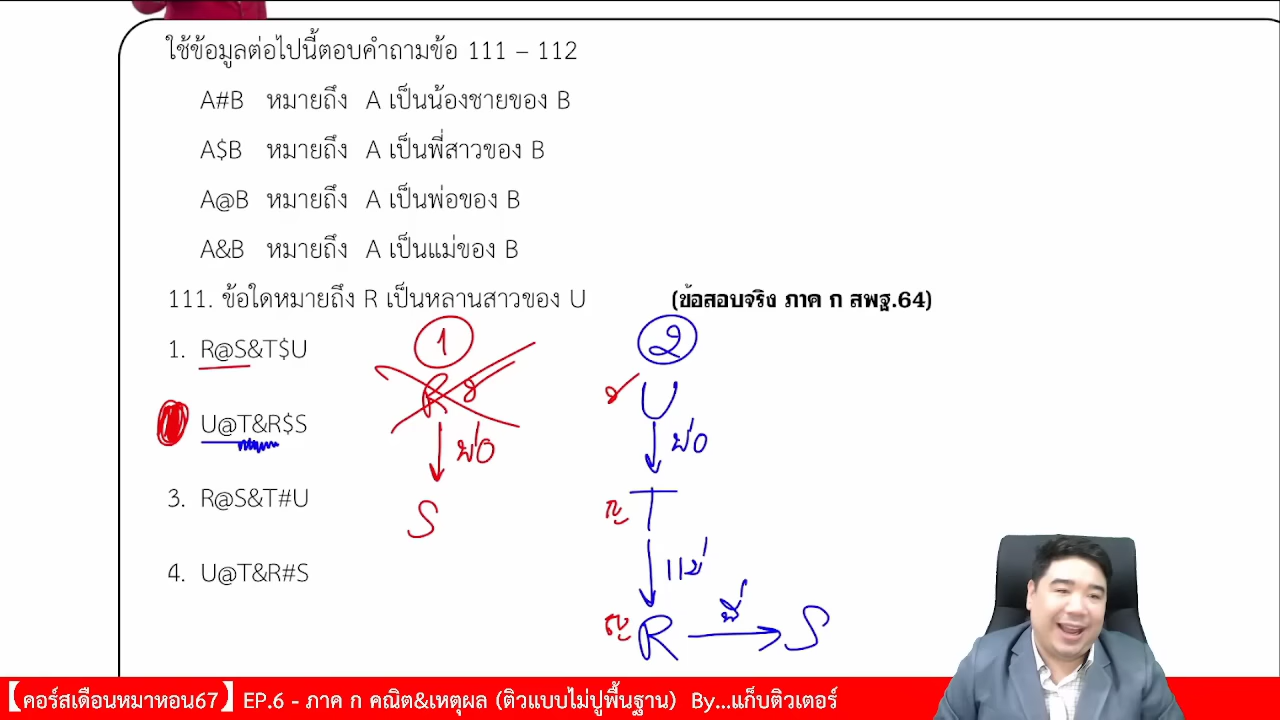 ใช้ข้อมูลต่อไปนี้ตอบคำถามข้อ 111 – 112
A#B หมายถึง A เป็นน้องชายของ B
A$B หมายถึง A เป็นพี่สาวของ B
A@B หมายถึง A เป็นพ่อของ B
A&B หมายถึง A เป็นแม่ของ B
111. ข้อใดหมายถึง R เป็นหลานสาวของ U (ข้อสอบจริง ภาค ก สพฐ.64)
1. R@S&T$U
U@T&R$S
3. R@S&T#U
4. U@T&R#S
1
R ช
พ่อ
S
2
ช U
พ่อ
ญ T
แม่
ญ R พี่ S
【คอร์สเดือนหมาหอน67】 EP.6 - ภาค ก คณิต&เหตุผล (ติวแบบไม่ปูพื้นฐาน) By...แก็บติวเตอร์